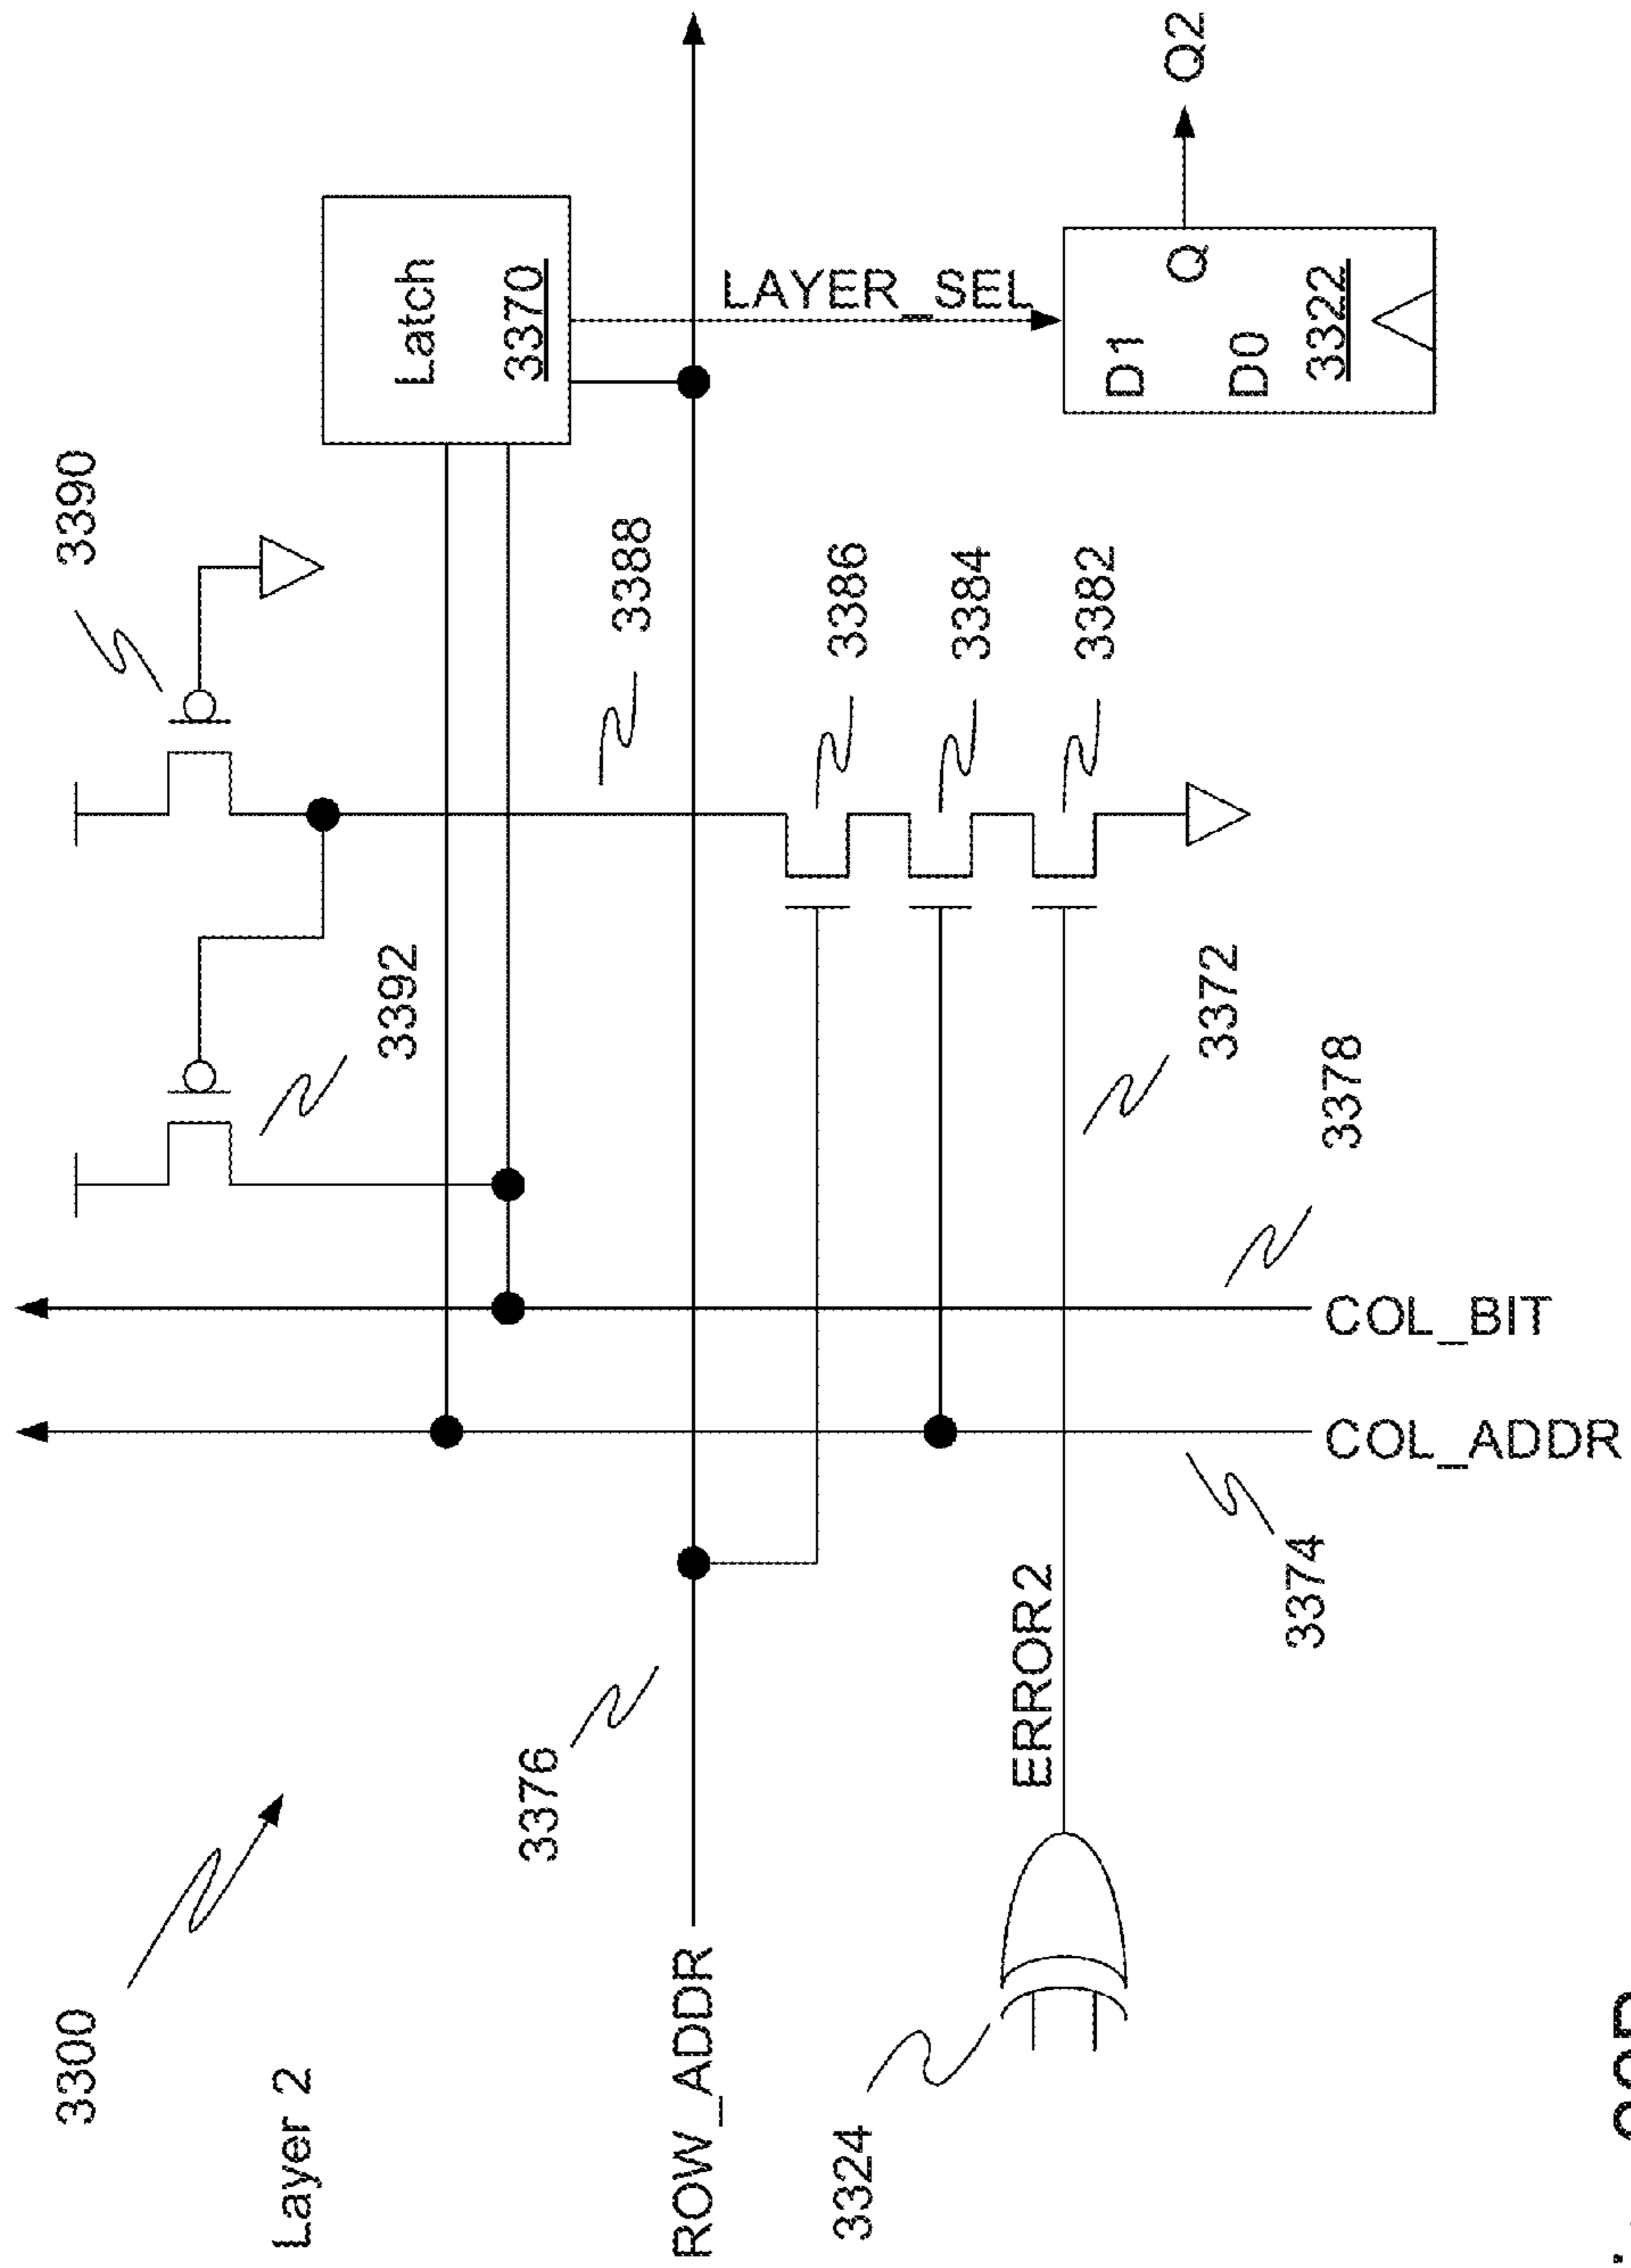 3300
3390
Layer 2
3392
Latch
3370
3376
3388
ROW_ADDR
LAYER_SEL
3324
3386
3384
ERROR2
3382
D1
Q
Q2
3372
D0
3374
3322
3378
COL_ADDR
COL_BIT